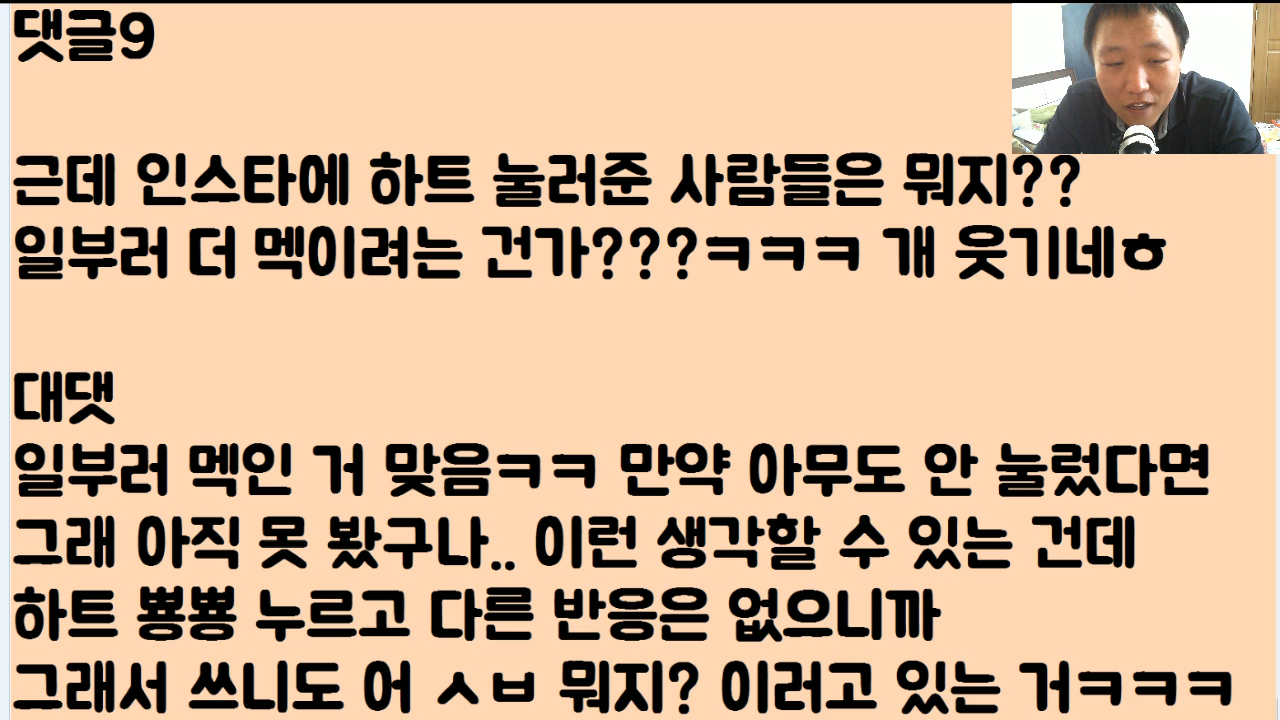 댓글9
근데 인스타에 하트 눌러준 사람들은 뭐지??
일부러 더 멕이려는 건가???ㅋㅋㅋ 개 웃기네ㅎ
대댓
일부러 멕인 거 맞음ㅋㅋ 만약 아무도 안 눌렀다면
그래 아직 못 봤구나.. 이런 생각할 수 있는 건데
하트 뿅뿅 누르고 다른 반응은 없으니까
그래서 쓰니도 어 ㅅㅂ 뭐지? 이러고 있는 거ㅋㅋㅋ